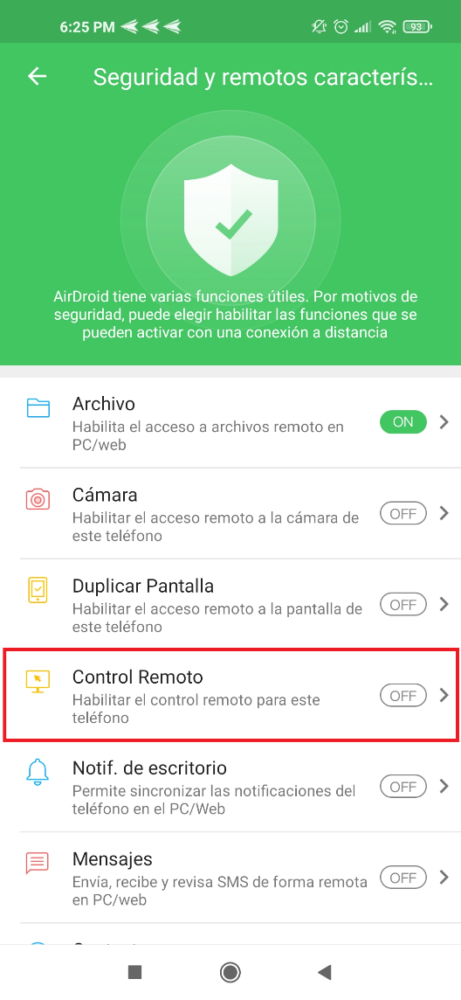 6:25 PM
93
Seguridad y remotos caracterís...
AirDroid tiene varias funciones útiles. Por motivos de
seguridad, puede elegir habilitar las funciones que se
pueden activar con una conexión a distancia
Archivo
Habilita el acceso a archivos remoto en
PC/web
ON
Cámara
Habilitar el acceso remoto a la cámara de
este teléfono
OFF
Duplicar Pantalla
Habilitar el acceso remoto a la pantalla de
este teléfono
OFF
Control Remoto
Habilitar el control remoto para este
teléfono
OFF
Notif. de escritorio
Permite sincronizar las notificaciones del
teléfono en el PC/Web
OFF
Mensajes
Envía, recibe y revisa SMS de forma remota
en PC/web
OFF